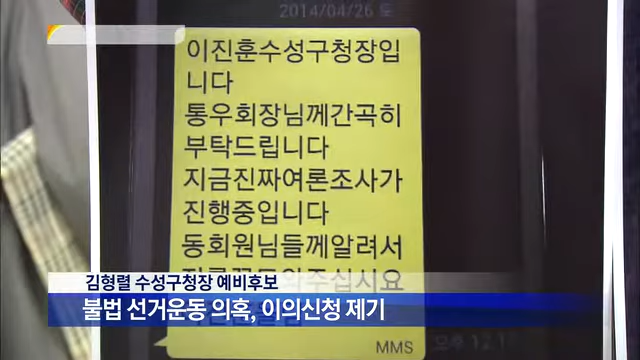 2014/04/26 토
이진훈수성구청장입
니다
통우회장님께간곡히
부탁드립니다
지금진짜여론조사가
진행중입니다
동회원님들께알려서
김형렬 수성구청장 예비후보
불법 선거운동 의혹, 이의신청 제기
MMS